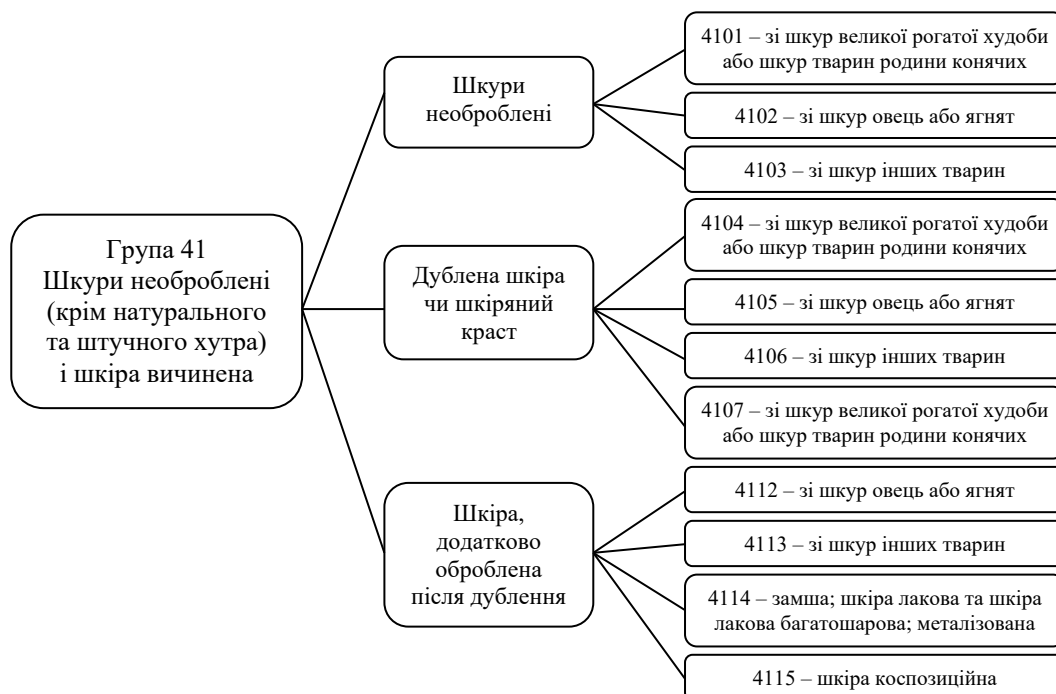 Група 41
Шкури необроблені
(крім натурального
та штучного хутра)
і шкіра вичинена
Шкури
необроблені
4101 – зі шкур великої рогатої худоби
або шкур тварин родини конячих
4102 – зі шкур овець або ягнят
4103 – зі шкур інших тварин
Дублена шкіра
чи шкіряний
краст
4104 – зі шкур великої рогатої худоби
або шкур тварин родини конячих
4105 – зі шкур овець або ягнят
4106 – зі шкур інших тварин
4107 – зі шкур великої рогатої худоби
або шкур тварин родини конячих
Шкіра,
додатково
оброблена
після дублення
4112 – зі шкур овець або ягнят
4113 – зі шкур інших тварин
4114 – замша; шкіра лакова та шкіра
лакова багатошарова; металізована
4115 – шкіра коспозиційна